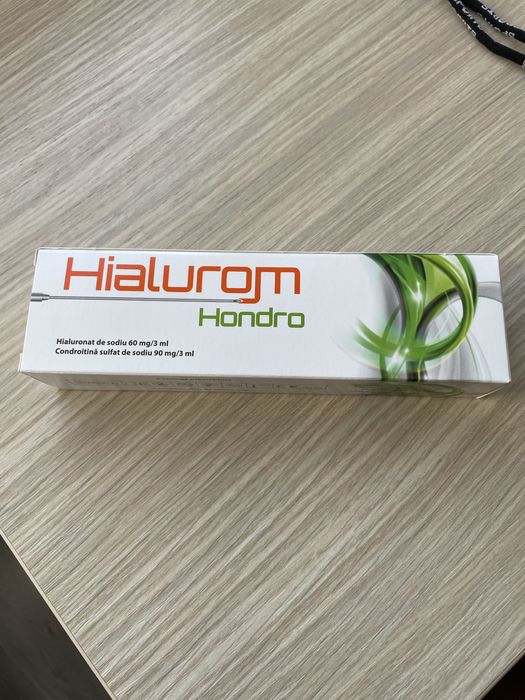 Hialurom
Hondro
Hialuronat de sodiu 60 mg/3 ml
Condroitină sulfat de sodiu 90 mg/3 ml